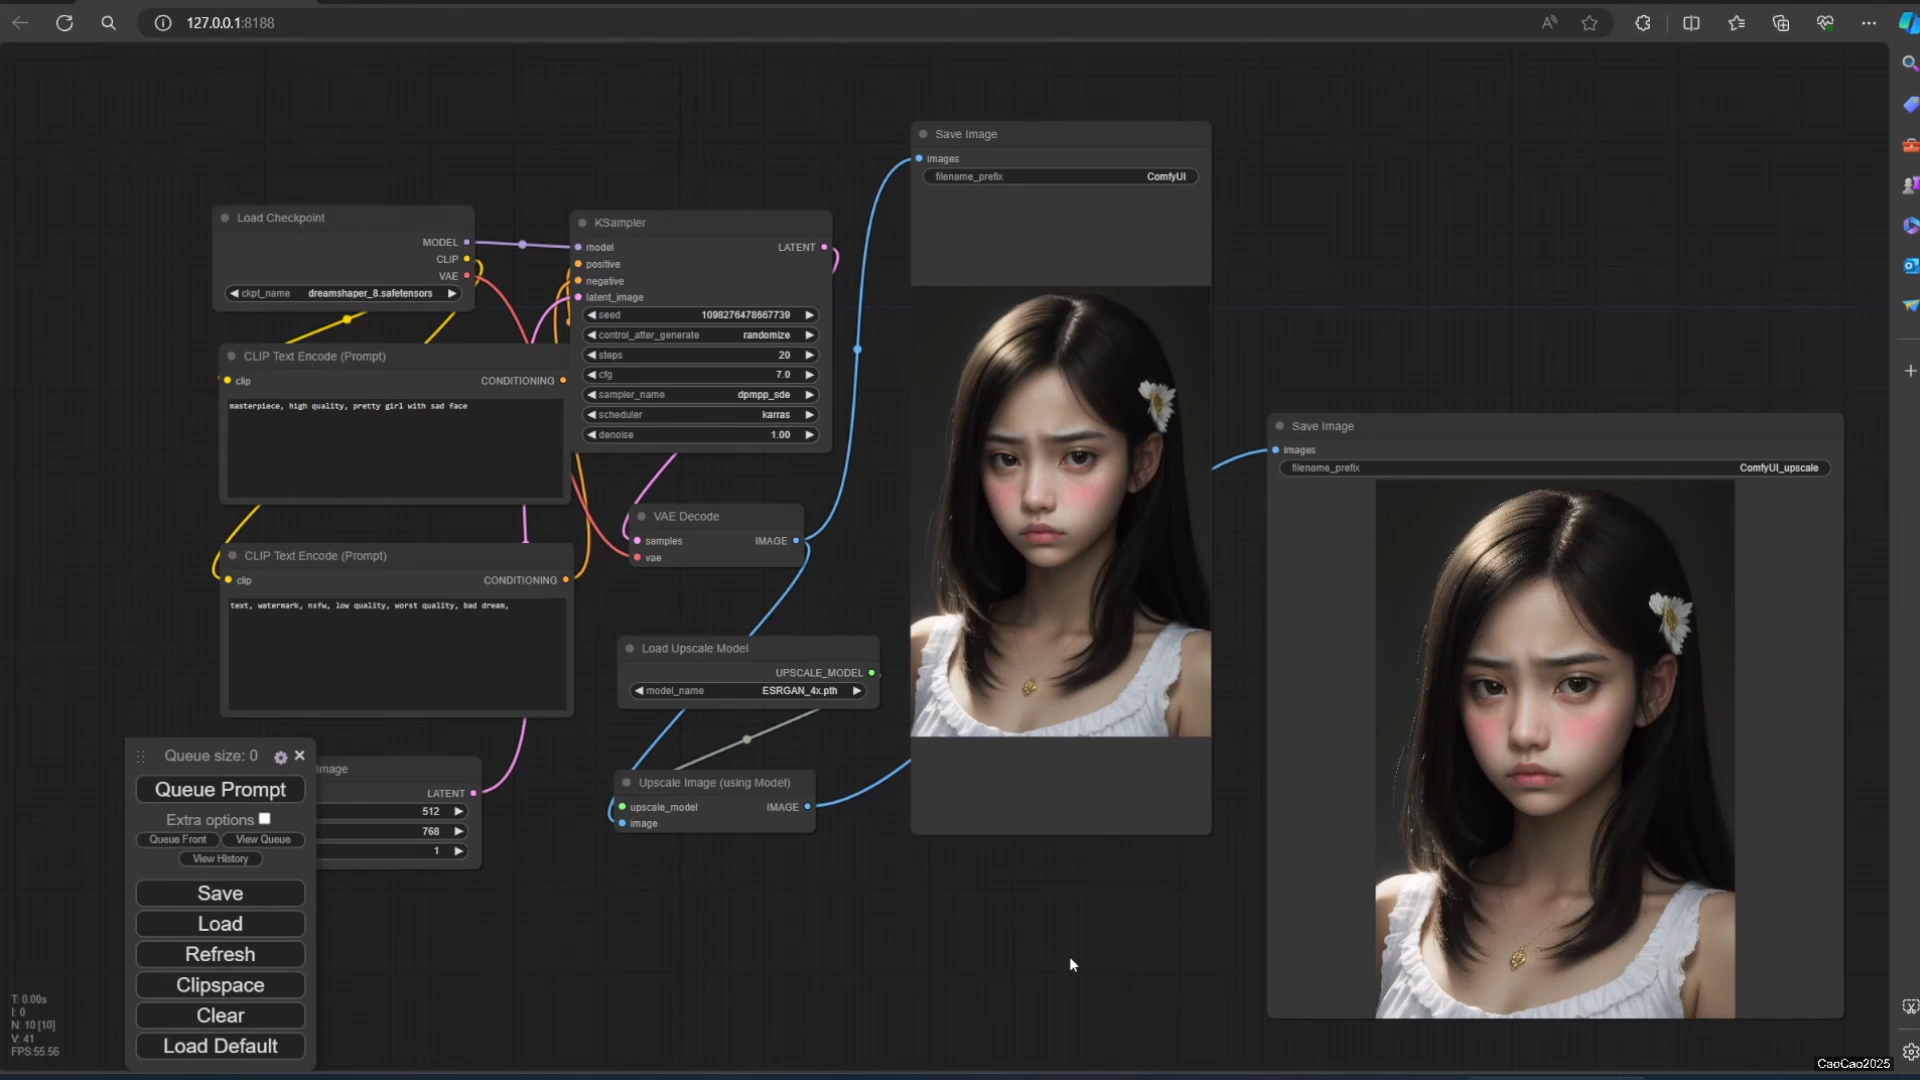 127.0.0.1:8188
Save Image
images
filename_prefix ComfyUI
Load Checkpoint
MODEL
CLIP
VAE
ckpt_name dreamshaper_8.safetensors
KSampler
model LATENT
positive
negative
latent_image
seed 1098276478667739
control_after_generate randomize
steps 20
cfg 7.0
sampler_name dpmpp_sde
scheduler karras
denoise 1.00
CLIP Text Encode (Prompt)
clip CONDITIONING
masterpiece, high quality, pretty girl with sad face
Save Image
images
filename_prefix ComfyUI_upscale
VAE Decode
samples IMAGE
vae
CLIP Text Encode (Prompt)
clip CONDITIONING
text, watermark, nsfw, low quality, worst quality, bad dream,
Load Upscale Model
UPSCALE_MODEL
model_name ESRGAN_4x.pth
Upscale Image (using Model)
upscale_model IMAGE
image
Image
LATENT
512
768
1
Queue size: 0
Queue Prompt
Extra options
Queue Front View Queue
View History
Save
Load
Refresh
Clipspace
Clear
Load Default
T: 0.00s
I: 0
N: 10 [10]
V: 41
FPS:55.56
CaoCao2025